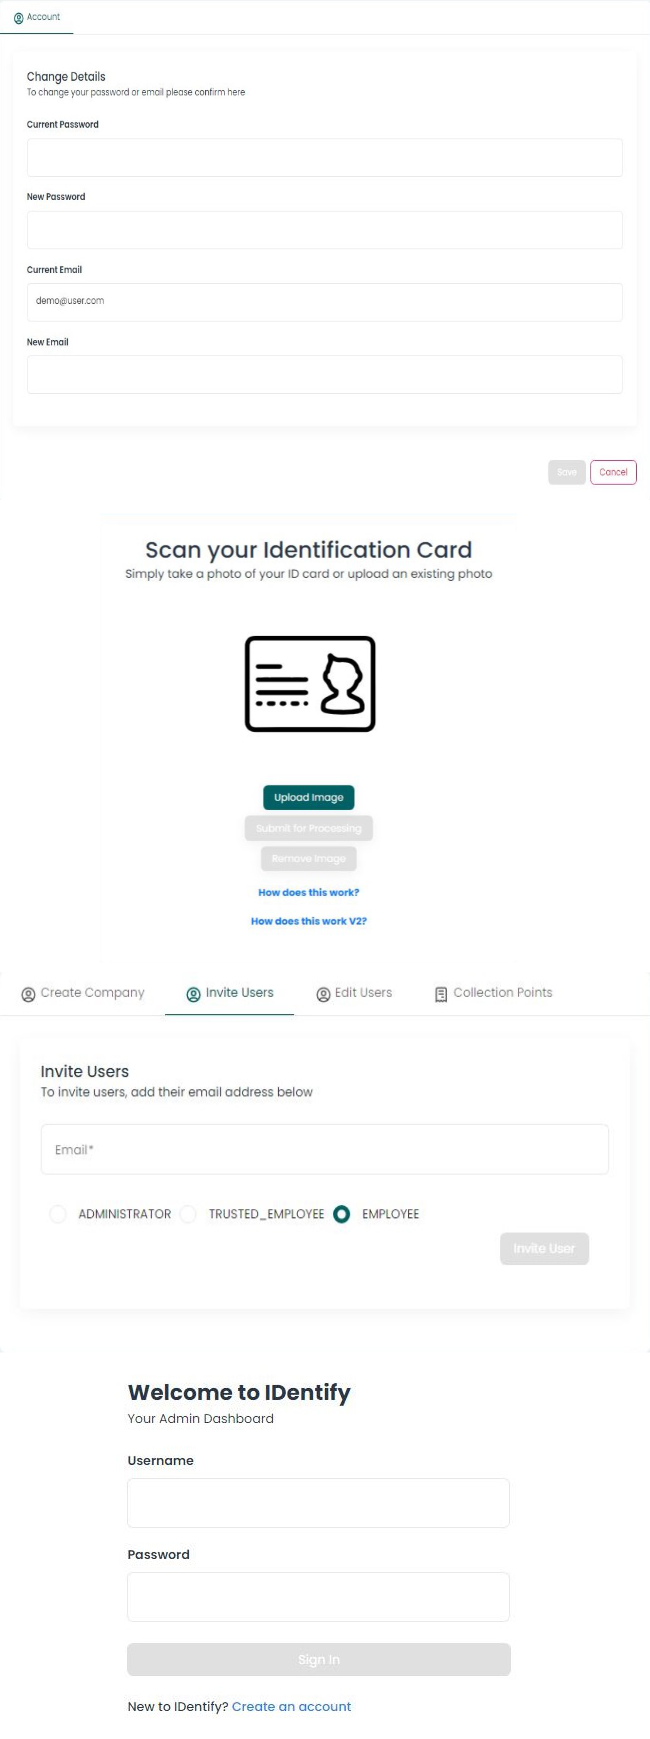 Account
Change Details
To change your password or email please confirm here
Current Password
New Password
Current Email
demo@user.com
New Email
Save Cancel
Scan your Identification Card
Simply take a photo of your ID card or upload an existing photo
Upload Image
Submit for Processing
Remove Image
How does this work?
How does this work V2?
Create Company Invite Users Edit Users Collection Points
Invite Users
To invite users, add their email address below
Email*
ADMINISTRATOR TRUSTED_EMPLOYEE EMPLOYEE
Invite User
Welcome to IDentify
Your Admin Dashboard
Username
Password
Sign In
New to IDentify? Create an account